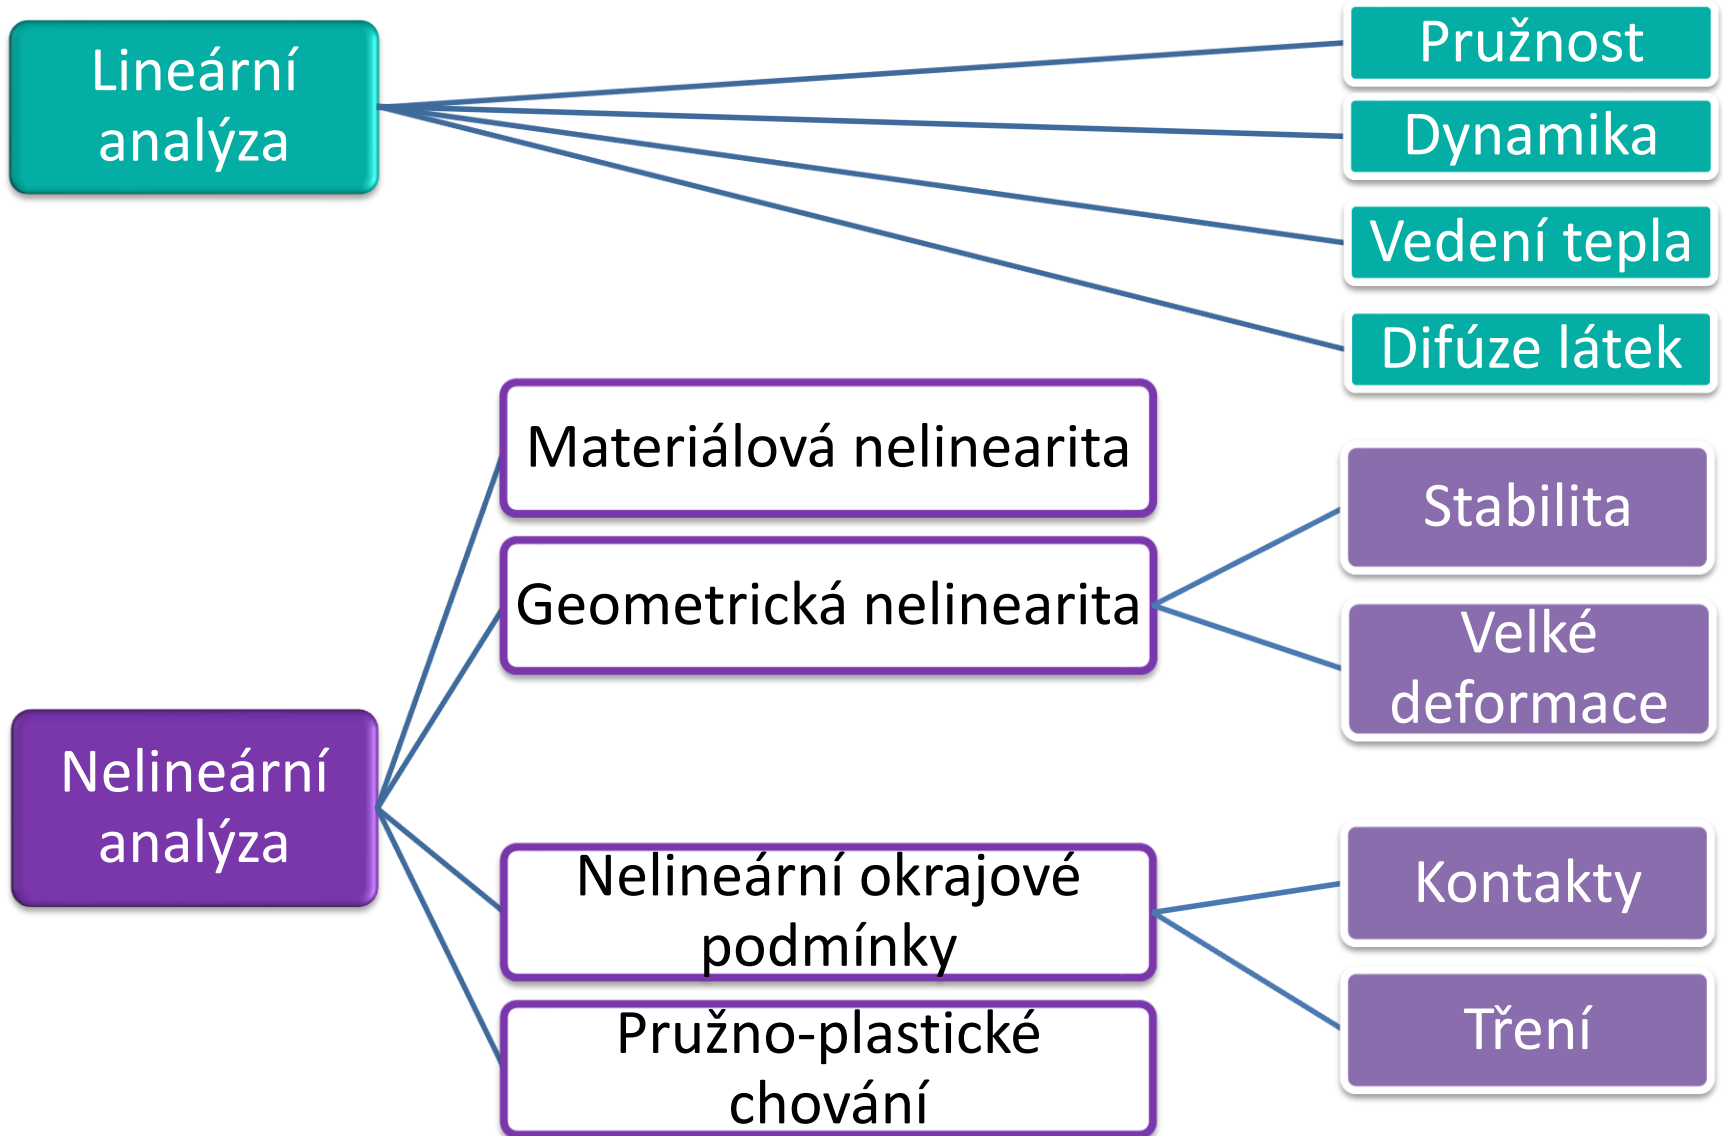 Lineární
analýza
Pružnost
Dynamika
Vedení tepla
Difúze látek
Nelineární
analýza
Materiálová nelinearita
Geometrická nelinearita
Stabilita
Velké
deformace
Nelineární okrajové
podmínky
Kontakty
Tření
Pružno-plastické
chování